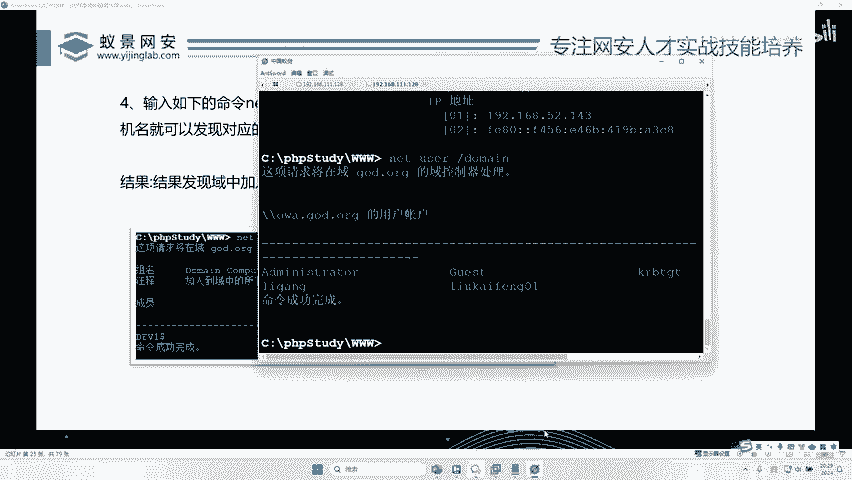 蚁景网安
www.yijinglab.com
专注网安人才实战技能培养
4、输入如下的命令ne
机名就可以发现对应的
结果:结果发现域中加
中国蚁剑
AntSword 编辑 窗口 调试
192.168.111.128
192.168.111.128
IP 地址
[01]: 192.168.52.143
[02]: fe80::f456:e46b:419b:a3c8
C:\phpStudy\WWW> net user /domain
这项请求将在域 god.org 的域控制器处理。
\\owa.god.org 的用户帐户
-------------------------------------------------------------------------------
Administrator Guest krbtgt
ligang liukaifeng01
命令成功完成。
C:\phpStudy\WWW>
C:\phpStudy\WWW> net
这项请求将在域 god.org
组名 Domain Compu
注释 加入到域中的所
成员
DEV1$
命令成功完成。
搜索
20:29